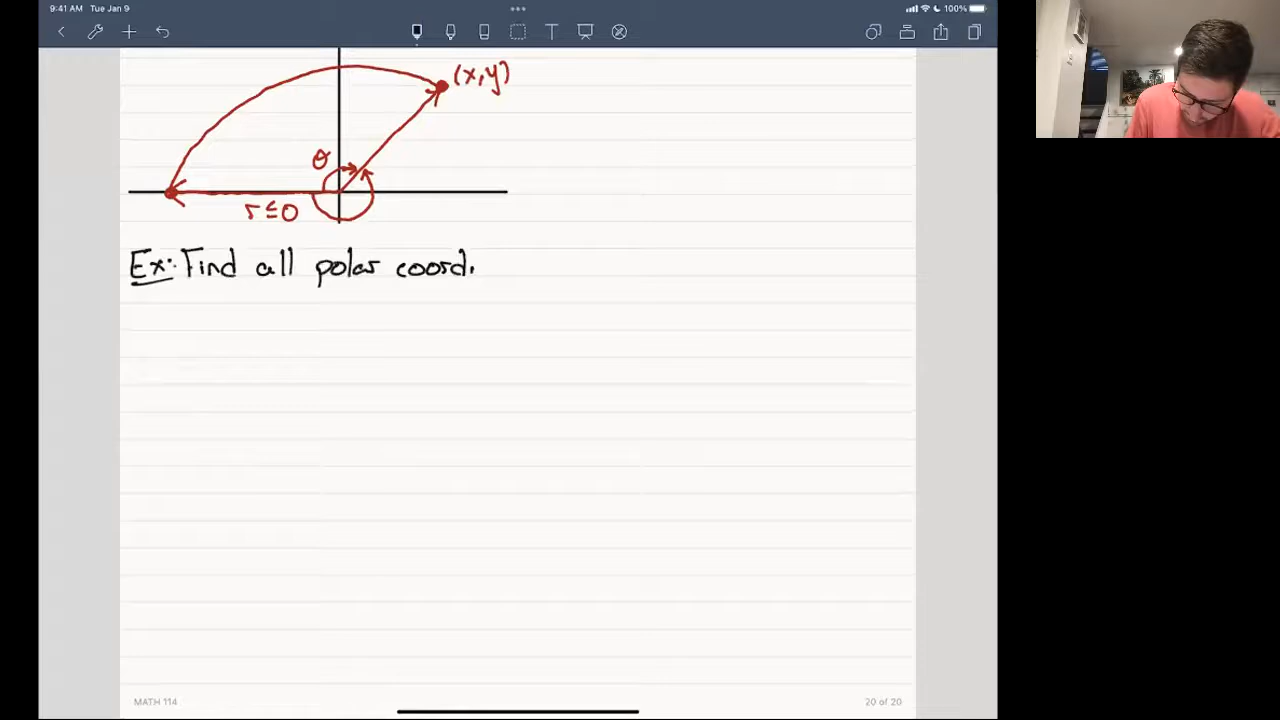 9:41 AM Tue Jan 9
100%
(x,y)
θ
r≤0
Ex: Find all polar coord.
MATH 114
20 of 20